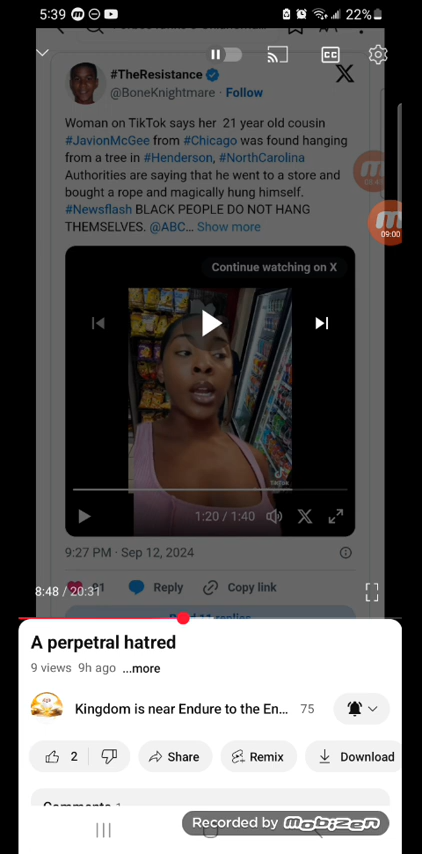 5:39
22%
CC
#TheResistance
X
@BoneKnightmare · Follow
Woman on TikTok says her 21 year old cousin
#JavionMcGee from #Chicago was found hanging
from a tree in #Henderson, #NorthCarolina
Authorities are saying that he went to a store and
bought a rope and magically hung himself.
#Newsflash BLACK PEOPLE DO NOT HANG
THEMSELVES. @ABC... Show more
09:00
Continue watching on X
TikTok
1:20 / 1:40
9:27 PM · Sep 12, 2024
Reply
Copy link
8:48 / 20:31
A perpetral hatred
9 views 9h ago ...more
Kingdom is near Endure to the En... 75
2
Share
Remix
Download
Comments 1
Recorded by mobizen